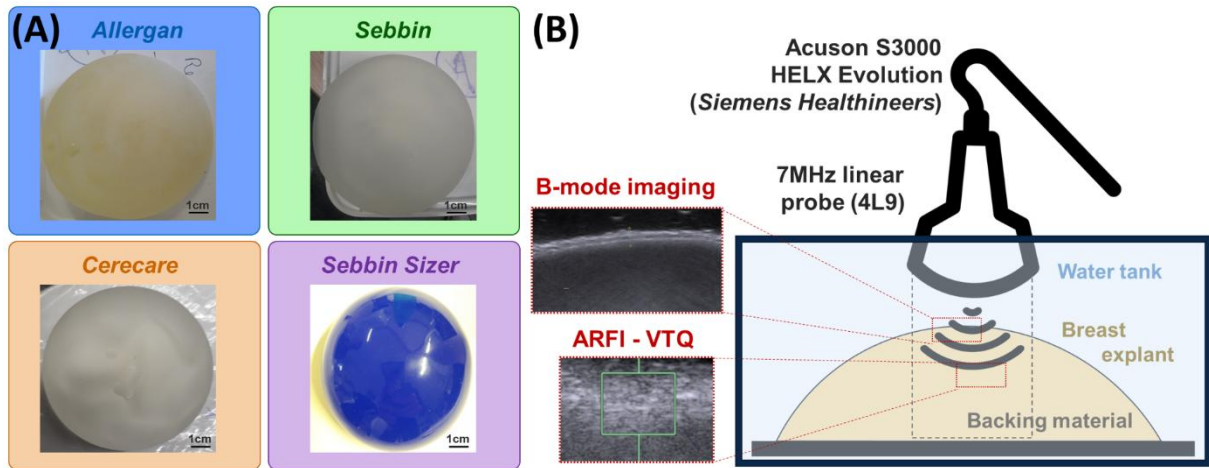 (A)
Allergan
1cm
Sebbin
1cm
Cerecare
1cm
Sebbin Sizer
1cm
(B)
Acuson S3000
HELX Evolution
(Siemens Healthineers)
7MHz linear
probe (4L9)
B-mode imaging
ARFI - VTQ
Water tank
Breast
explant
Backing material